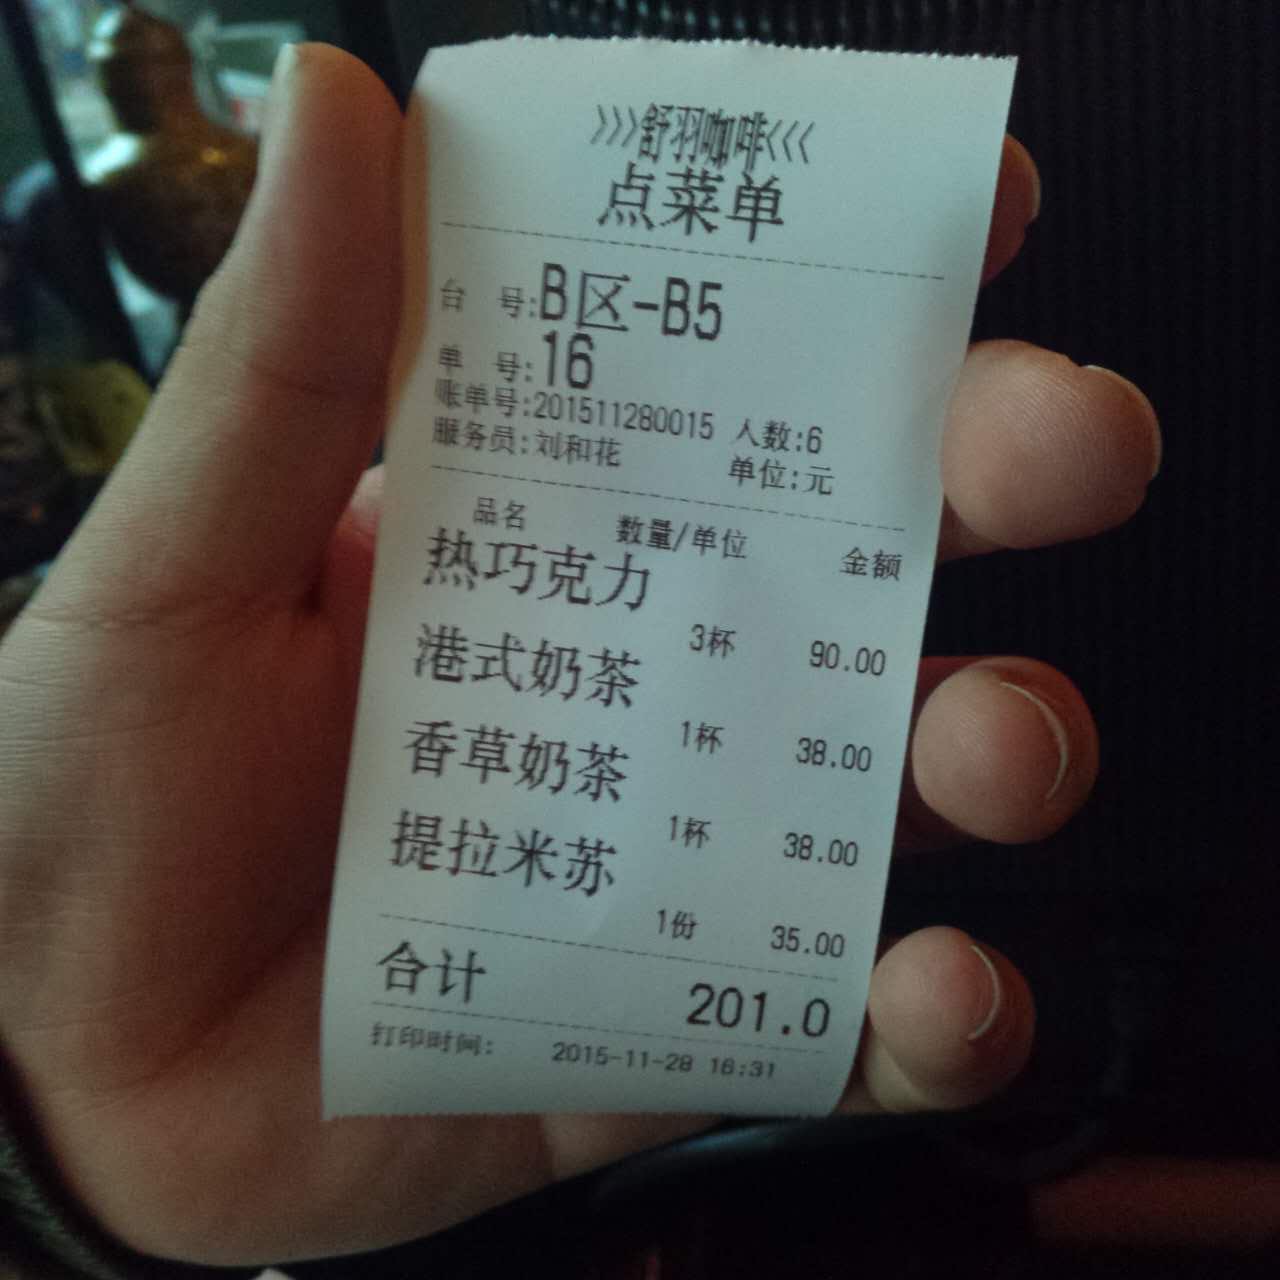 >>>舒羽咖啡<<<
点菜单
台 号:B区-B5
单 号:16
账单号:201511280015 人数:6
服务员:刘和花 单位:元
品名 数量/单位 金额
热巧克力
3杯 90.00
港式奶茶
1杯 38.00
香草奶茶
1杯 38.00
提拉米苏
1份 35.00
合计 201.0
打印时间: 2015-11-28 16:31